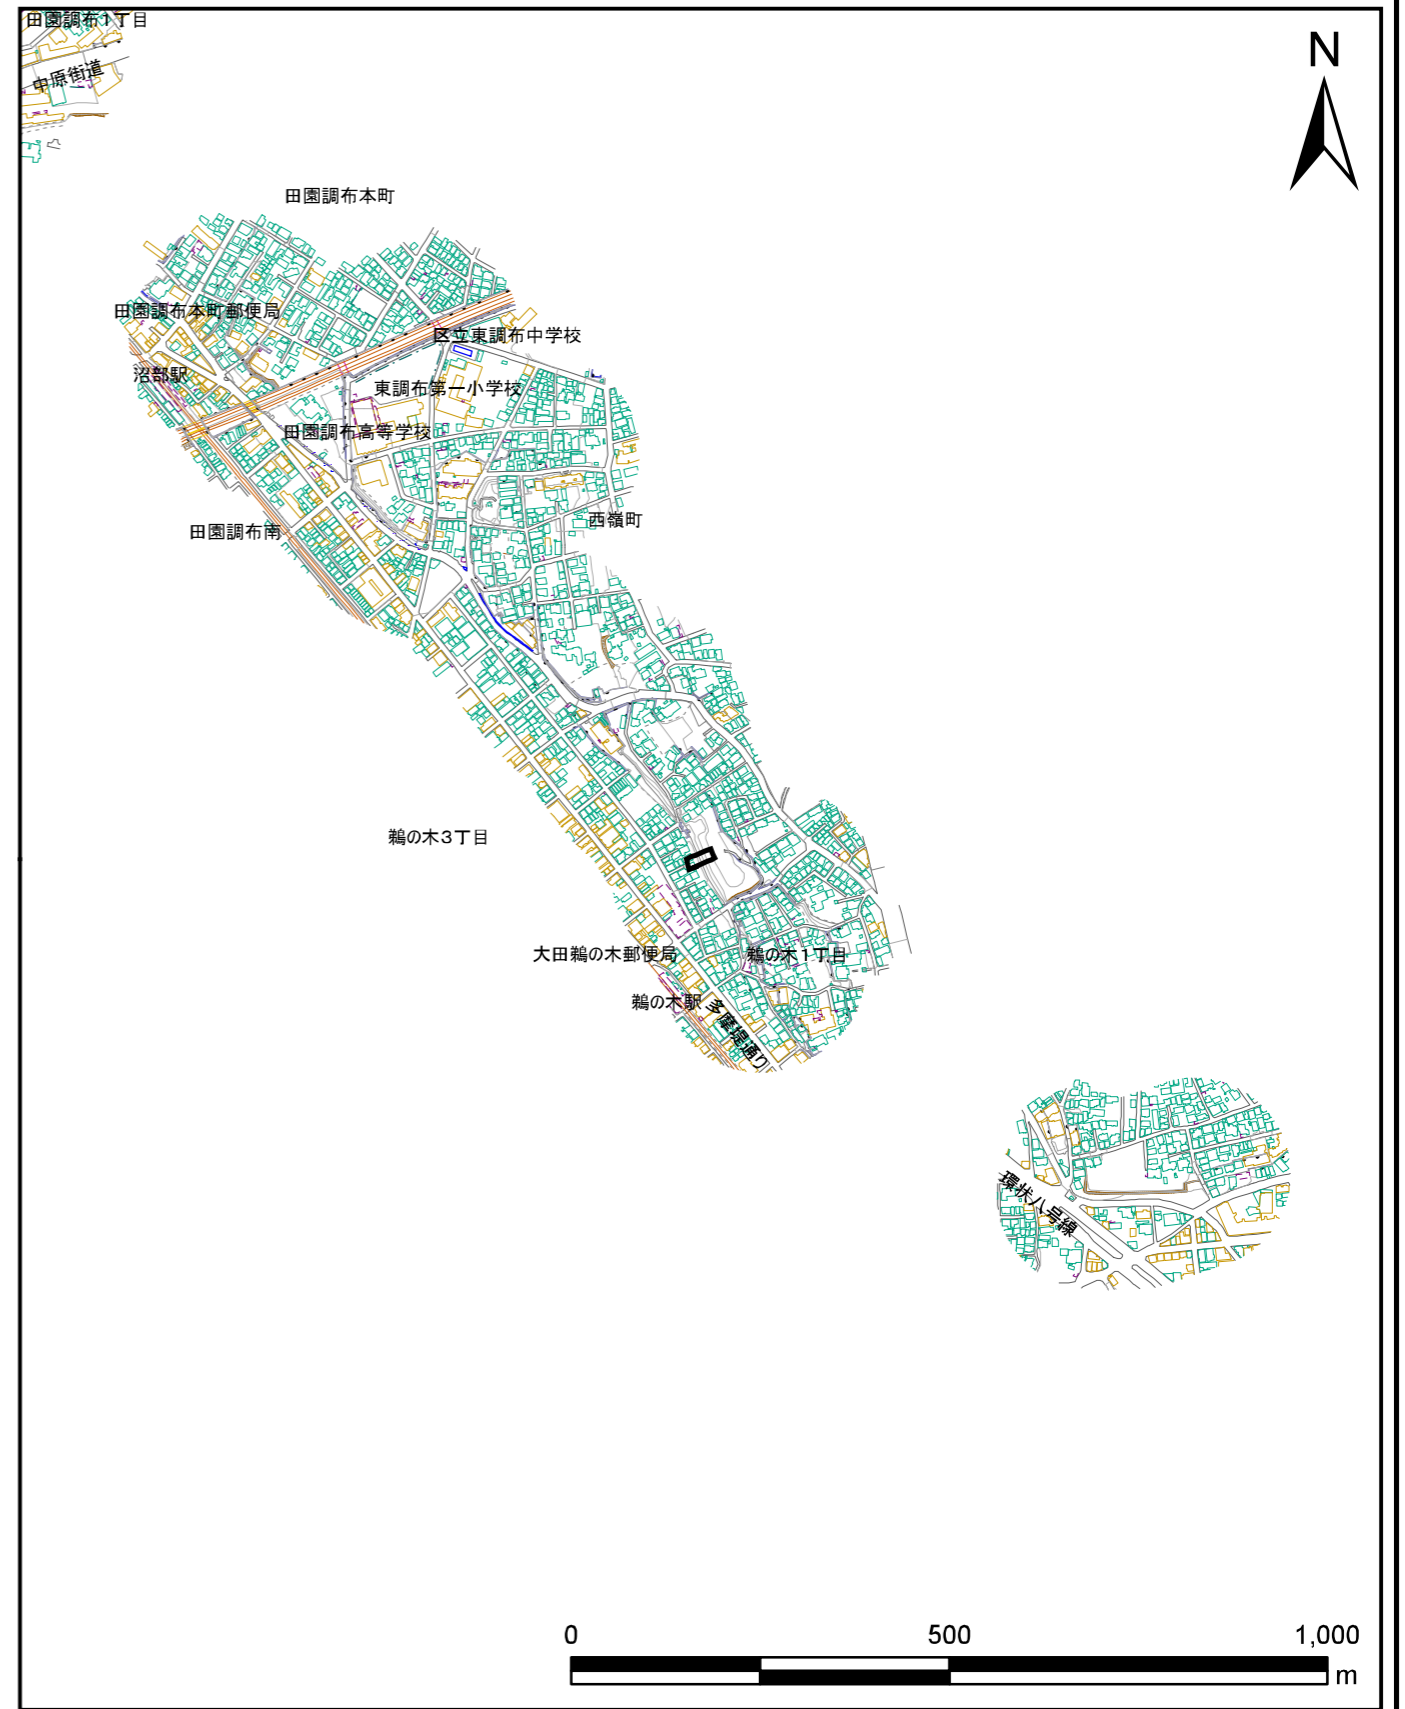 田園調布1丁目
中原街道
N
田園調布本町
田園調布本町郵便局
区立東調布中学校
沼部駅
東調布第一小学校
田園調布高等学校
田園調布南
西嶺町
鵜の木3丁目
大田鵜の木郵便局
鵜の木1丁目
鵜の木駅
多摩堤通り
環状八号線
0 500 1,000
m